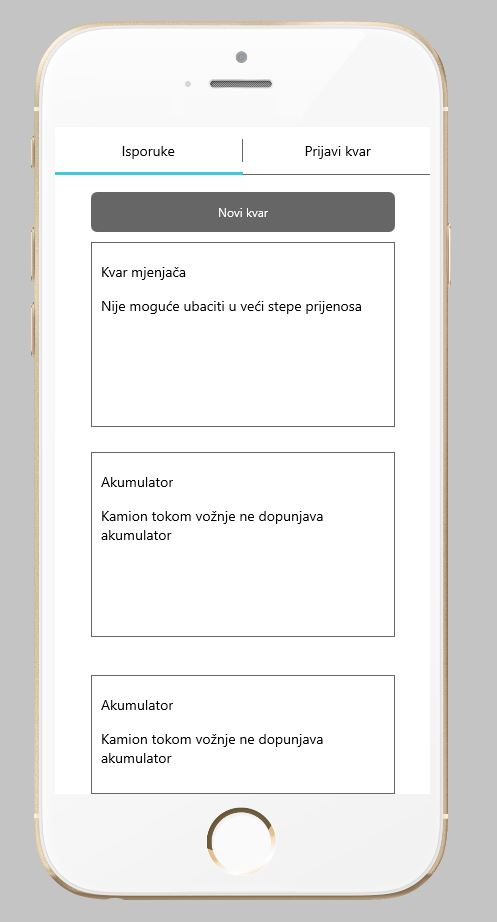 Isporuke
Prijavi kvar
Novi kvar
Kvar mjenjača
Nije moguće ubaciti u veći stepe prijenosa
Akumulator
Kamion tokom vožnje ne dopunjava
akumulator
Akumulator
Kamion tokom vožnje ne dopunjava
akumulator